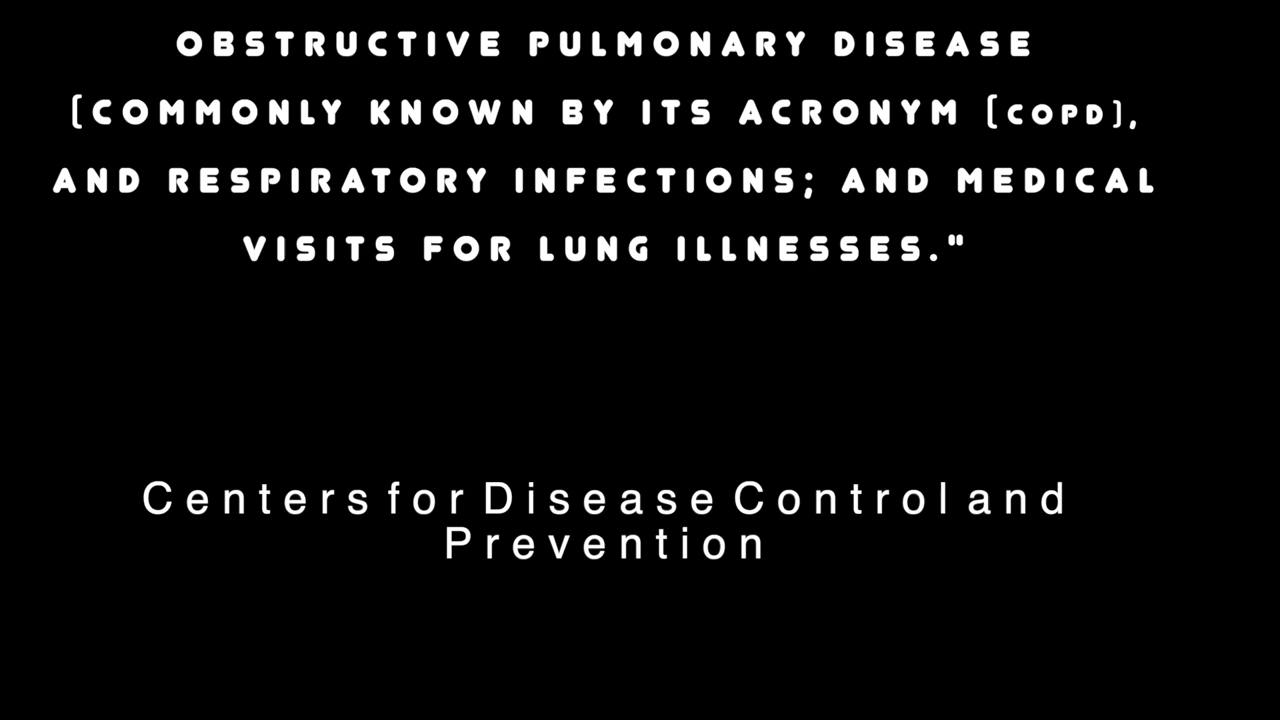 OBSTRUCTIVE PULMONARY DISEASE
(COMMONLY KNOWN BY ITS ACRONYM (COPD),
AND RESPIRATORY INFECTIONS; AND MEDICAL
VISITS FOR LUNG ILLNESSES."
Centers for Disease Control and
Prevention